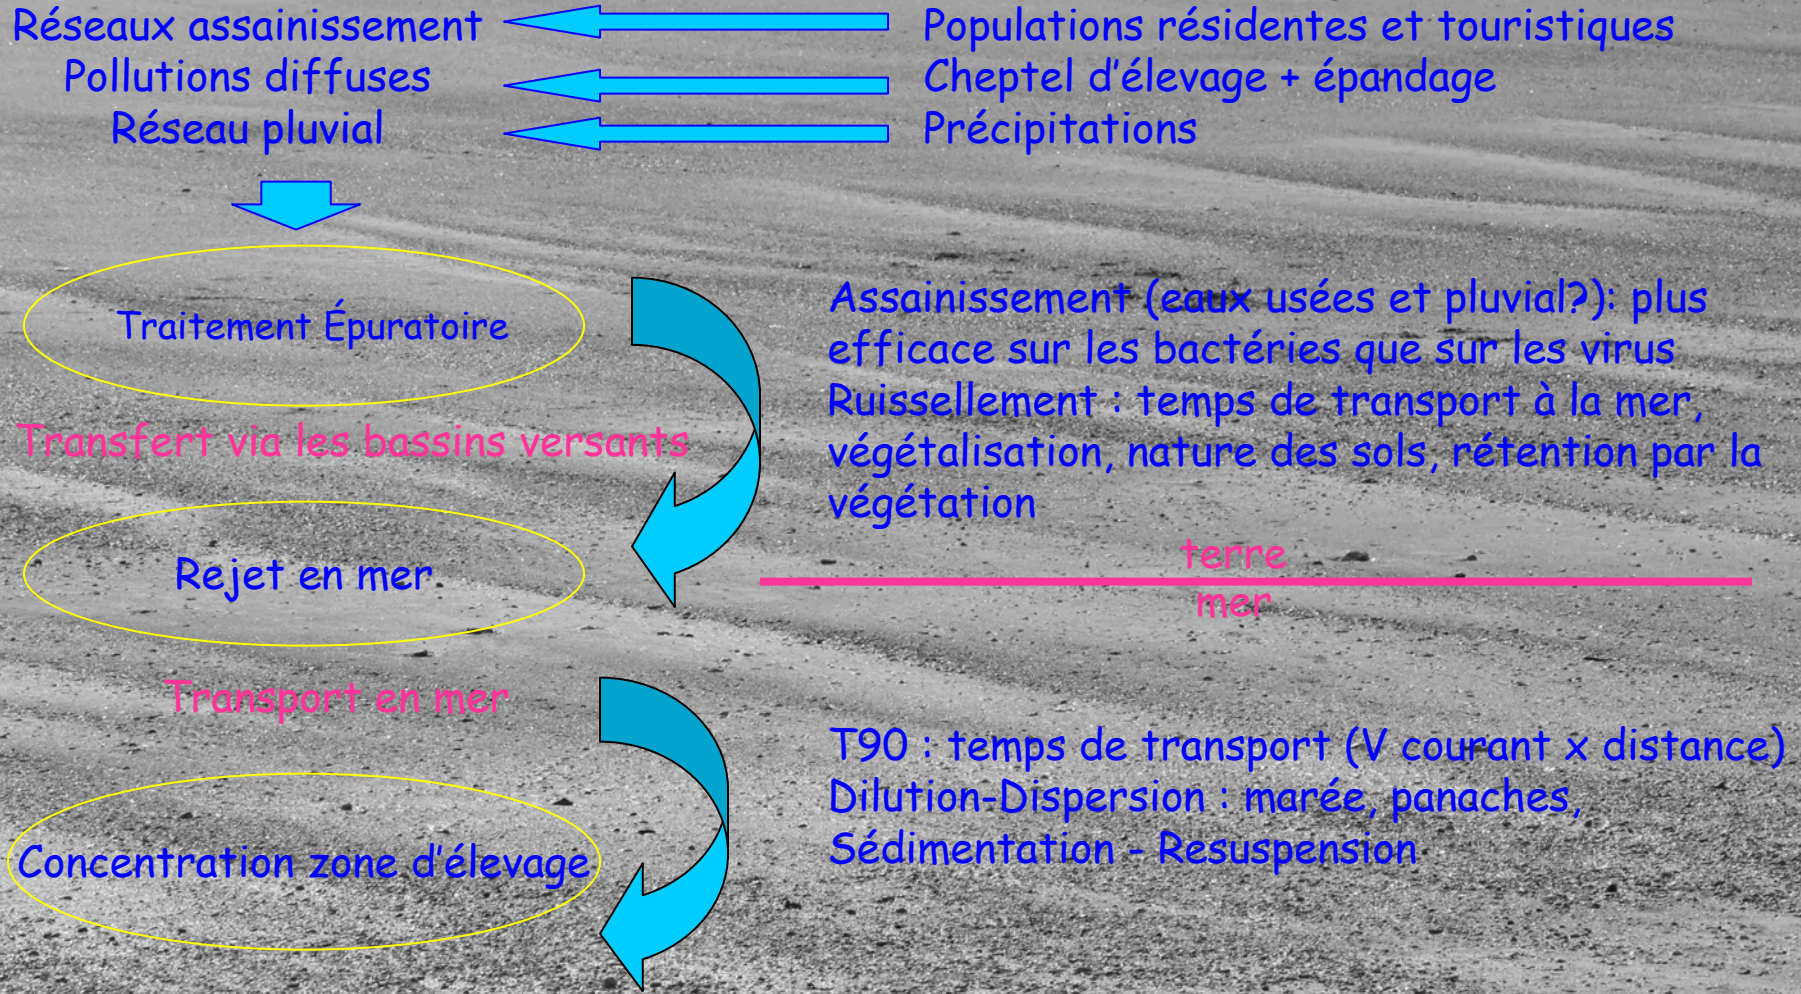 Réseaux assainissement
Populations résidentes et touristiques
Pollutions diffuses
Cheptel d'élevage + épandage
Réseau pluvial
Précipitations
Traitement Épuratoire
Assainissement (eaux usées et pluvial?): plus
efficace sur les bactéries que sur les virus
Ruissellement : temps de transport à la mer,
végétalisation, nature des sols, rétention par la
végétation
Transfert via les bassins versants
terre
mer
Rejet en mer
Transport en mer
T90 : temps de transport (V courant x distance)
Dilution-Dispersion : marée, panaches,
Sédimentation - Resuspension
Concentration zone d'élevage